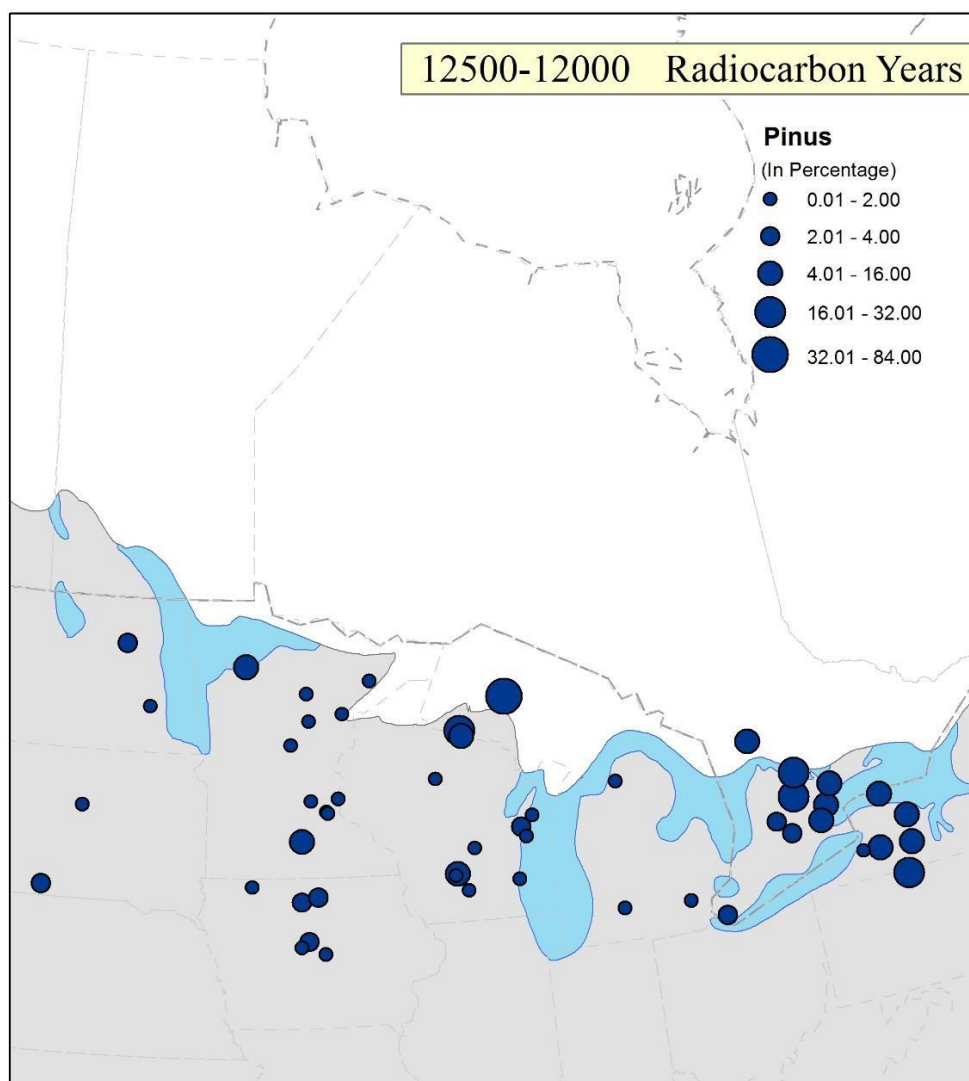 12500-12000 Radiocarbon Years
Pinus
(In Percentage)
0.01 - 2.00
2.01 - 4.00
4.01 - 16.00
16.01 - 32.00
32.01 - 84.00